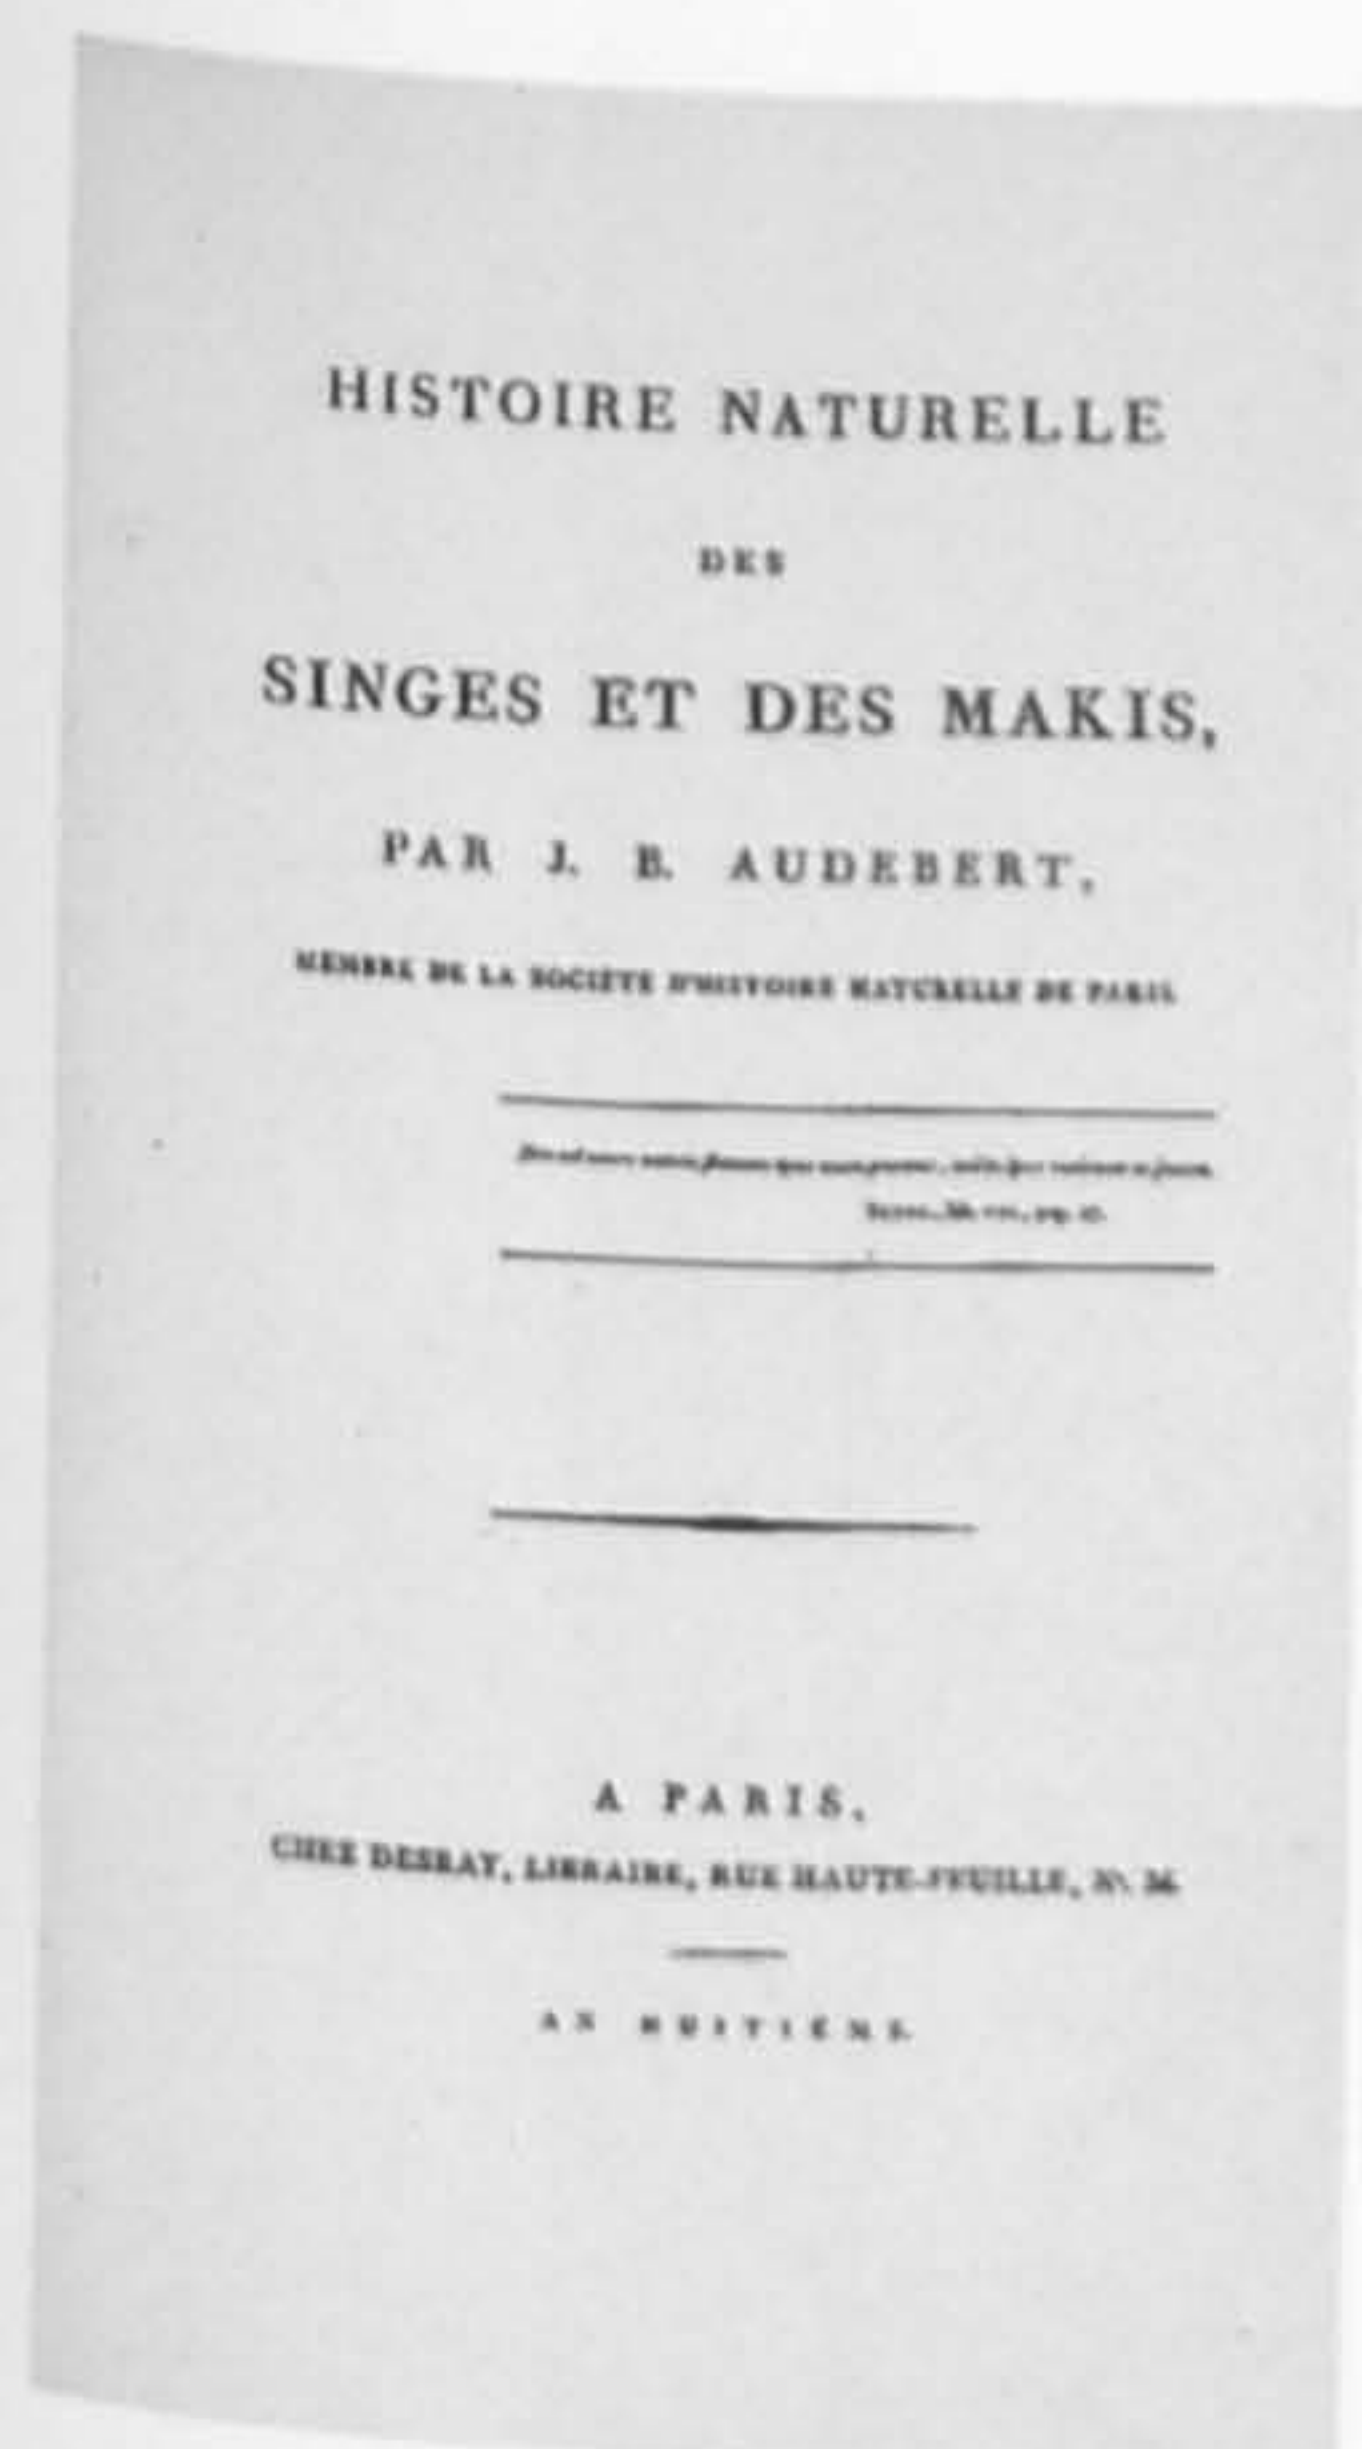 HISTOIRE NATURELLE
DES
SINGES ET DES MAKIS,
PAR J. B. AUDEBERT,
MEMBRE DE LA SOCIÉTÉ D'HISTOIRE NATURELLE DE PARIS.
A PARIS,
CHEZ DESRAY, LIBRAIRE, RUE HAUTE-FEUILLE, N°. 36.
AN HUITIÈME.